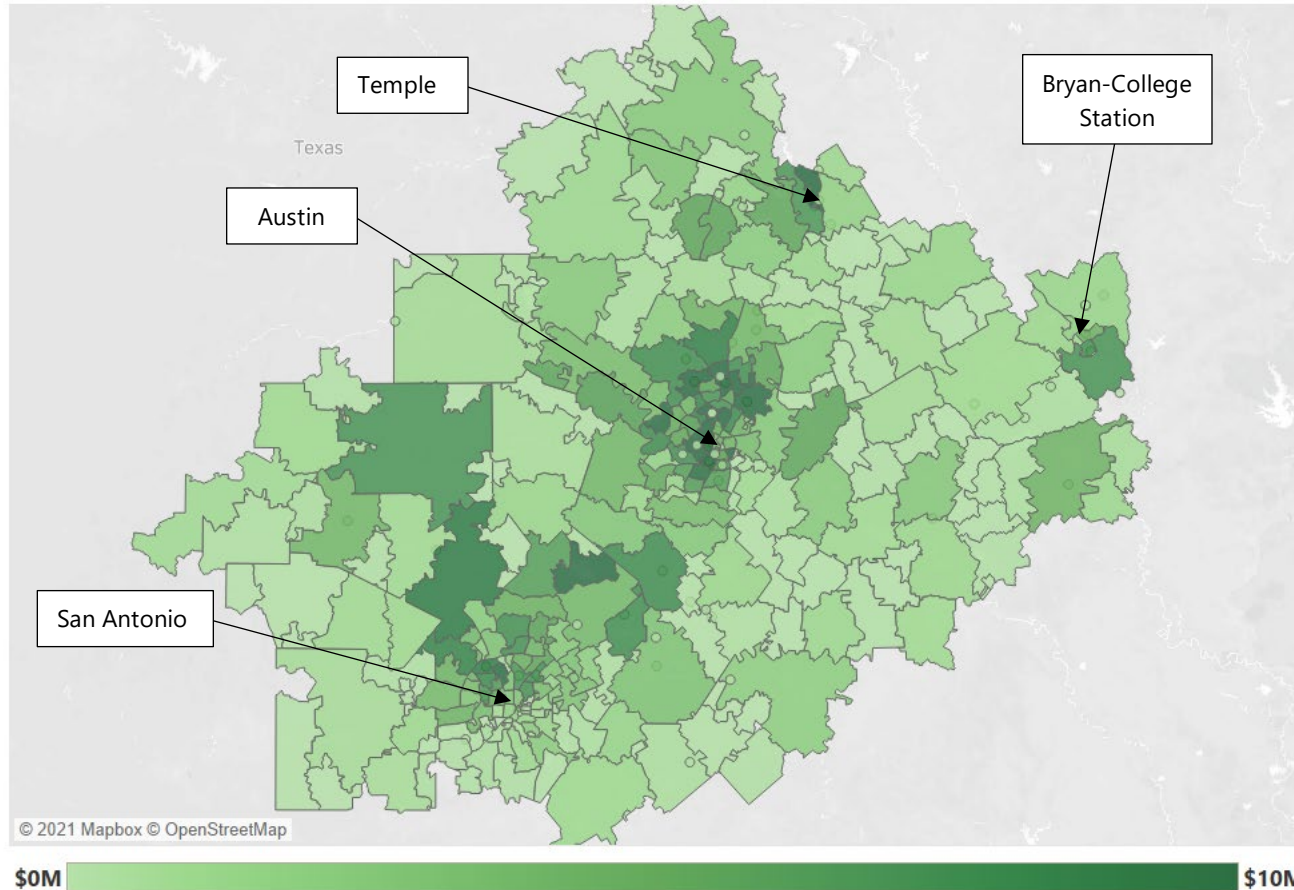 Temple
Bryan-College
Station
Texas
Austin
San Antonio
© 2021 Mapbox © OpenStreetMap
$0M
$10M